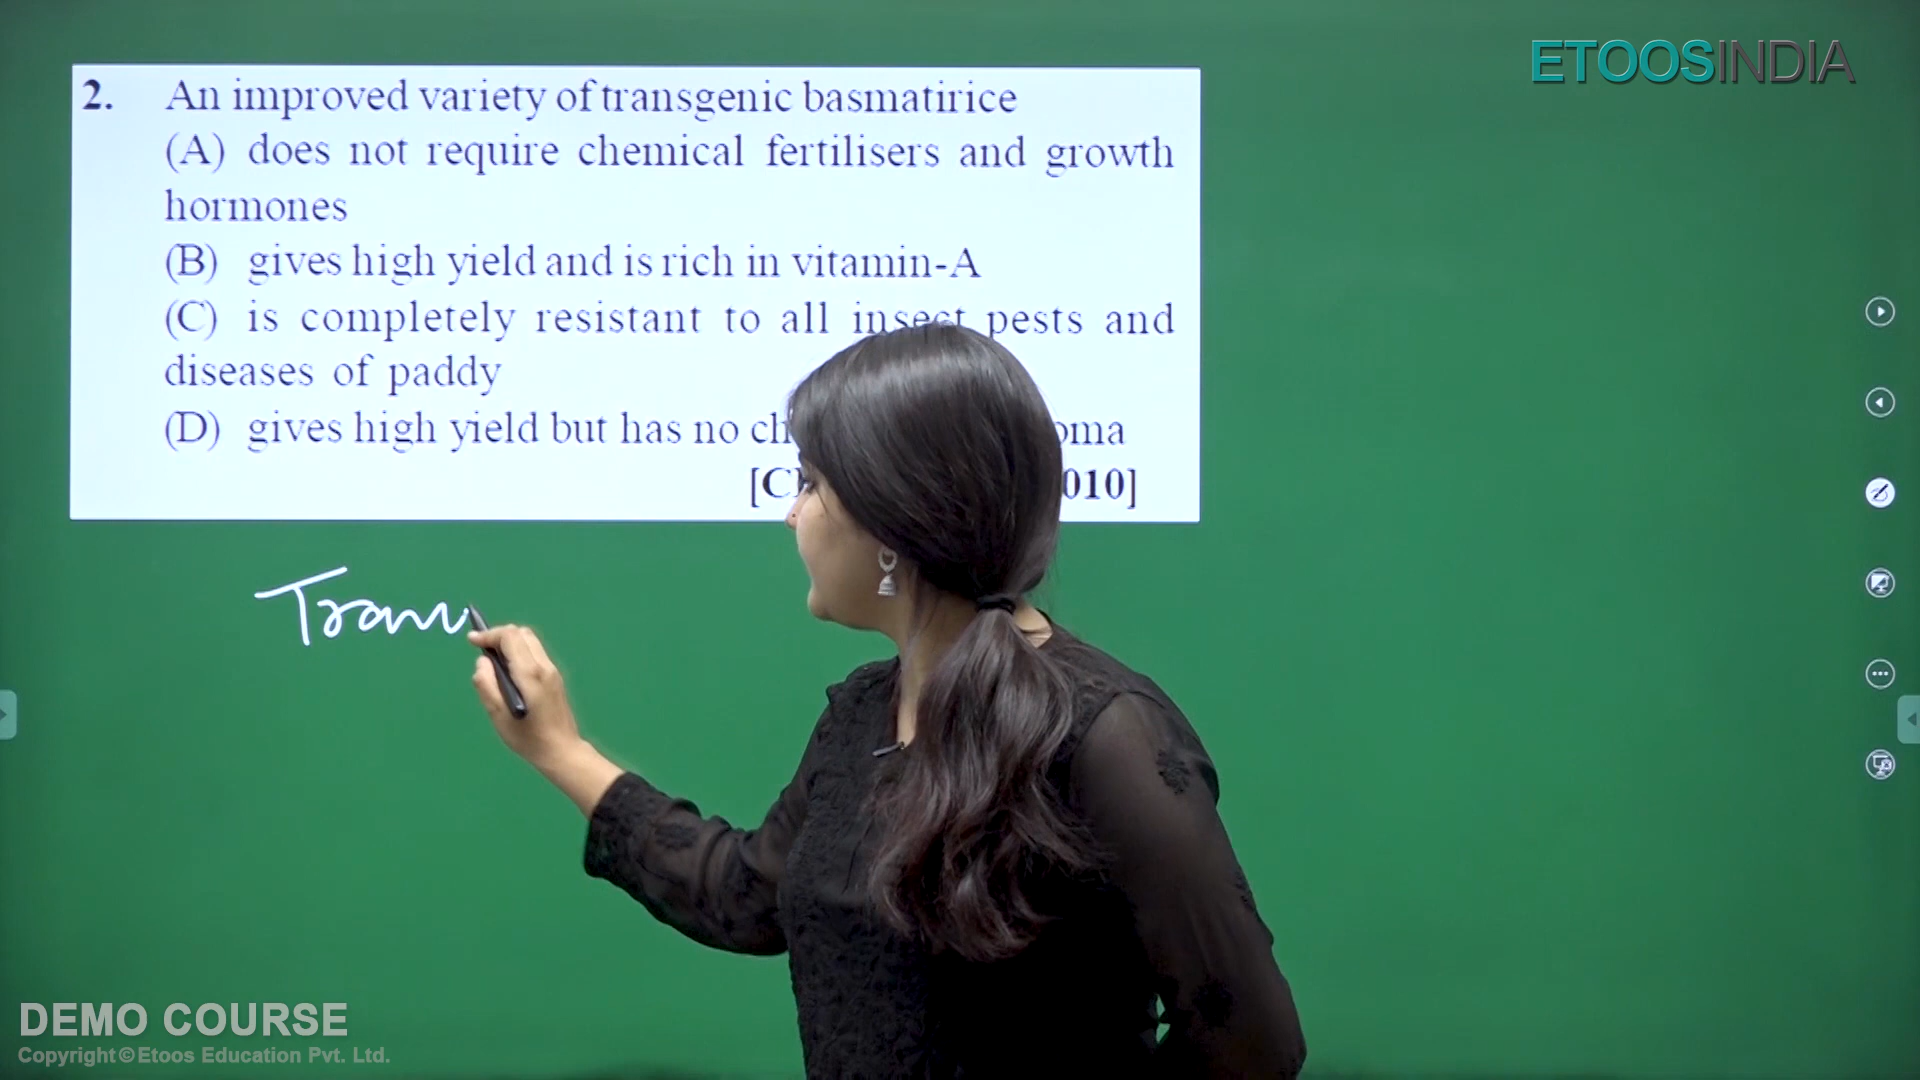 ETOOSINDIA
2. An improved variety of transgenic basmatirice
(A) does not require chemical fertilisers and growth
hormones
(B) gives high yield and is rich in vitamin-A
(C) is completely resistant to all insect pests and
diseases of paddy
(D) gives high yield but has no
010]
DEMO COURSE
Copyright © Etoos Education Pvt. Ltd.